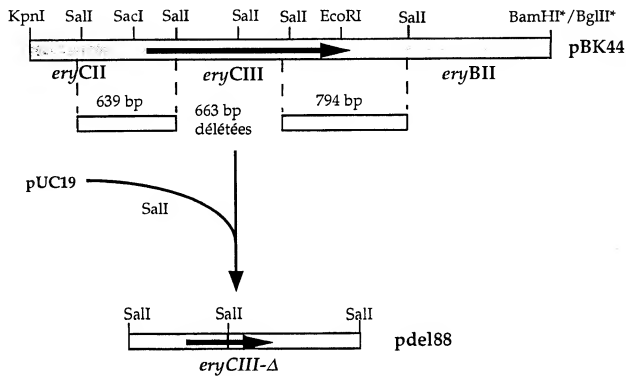 KpnI SalI SacI SalI SalI SalI EcoRI SalI BamHI*/BglII*
pBK44
eryCII eryCIII eryBII
639 bp 663 bp délétées 794 bp
pUC19
SalI
SalI SalI SalI
pdel88
eryCIII-Δ